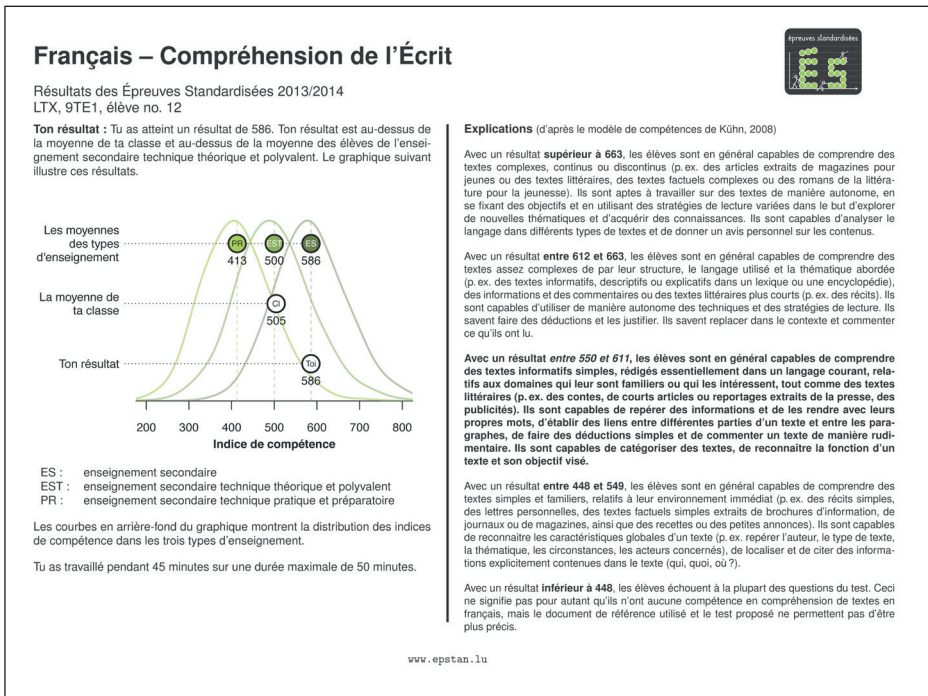 Français – Compréhension de l'Écrit
épreuves standardisées
ÉS
Résultats des Épreuves Standardisées 2013/2014
LTX, 9TE1, élève no. 12
Ton résultat : Tu as atteint un résultat de 586. Ton résultat est au-dessus de
la moyenne de ta classe et au-dessus de la moyenne des élèves de l'ensei-
gnement secondaire technique théorique et polyvalent. Le graphique suivant
illustre ces résultats.
Les moyennes
des types
d'enseignement
PR
EST
ES
413
500
586
La moyenne de
ta classe
Cl
505
Ton résultat
Toi
586
200 300 400 500 600 700 800
Indice de compétence
ES : enseignement secondaire
EST : enseignement secondaire technique théorique et polyvalent
PR : enseignement secondaire technique pratique et préparatoire
Les courbes en arrière-fond du graphique montrent la distribution des indices
de compétence dans les trois types d'enseignement.
Tu as travaillé pendant 45 minutes sur une durée maximale de 50 minutes.
Explications (d'après le modèle de compétences de Kühn, 2008)
Avec un résultat supérieur à 663, les élèves sont en général capables de comprendre des
textes complexes, continus ou discontinus (p. ex. des articles extraits de magazines pour
jeunes ou des textes littéraires, des textes factuels complexes ou des romans de la littéra-
ture pour la jeunesse). Ils sont aptes à travailler sur des textes de manière autonome, en
se fixant des objectifs et en utilisant des stratégies de lecture variées dans le but d'explorer
de nouvelles thématiques et d'acquérir des connaissances. Ils sont capables d'analyser le
langage dans différents types de textes et de donner un avis personnel sur les contenus.
Avec un résultat entre 612 et 663, les élèves sont en général capables de comprendre des
textes assez complexes de par leur structure, le langage utilisé et la thématique abordée
(p. ex. des textes informatifs, descriptifs ou explicatifs dans un lexique ou une encyclopédie),
des informations et des commentaires ou des textes littéraires plus courts (p. ex. des récits). Ils
sont capables d'utiliser de manière autonome des techniques et des stratégies de lecture. Ils
savent faire des déductions et les justifier. Ils savent replacer dans le contexte et commenter
ce qu'ils ont lu.
Avec un résultat entre 550 et 611, les élèves sont en général capables de comprendre
des textes informatifs simples, rédigés essentiellement dans un langage courant, rela-
tifs aux domaines qui leur sont familiers ou qui les intéressent, tout comme des textes
littéraires (p. ex. des contes, de courts articles ou reportages extraits de la presse, des
publicités). Ils sont capables de repérer des informations et de les rendre avec leurs
propres mots, d'établir des liens entre différentes parties d'un texte et entre les para-
graphes, de faire des déductions simples et de commenter un texte de manière rudi-
mentaire. Ils sont capables de catégoriser des textes, de reconnaître la fonction d'un
texte et son objectif visé.
Avec un résultat entre 448 et 549, les élèves sont en général capables de comprendre des
textes simples et familiers, relatifs à leur environnement immédiat (p. ex. des récits simples,
des lettres personnelles, des textes factuels simples extraits de brochures d'information, de
journaux ou de magazines, ainsi que des recettes ou des petites annonces). Ils sont capables
de reconnaitre les caractéristiques globales d'un texte (p. ex. repérer l'auteur, le type de texte,
la thématique, les circonstances, les acteurs concernés), de localiser et de citer des informa-
tions explicitement contenues dans le texte (qui, quoi, où ?).
Avec un résultat inférieur à 448, les élèves échouent à la plupart des questions du test. Ceci
ne signifie pas pour autant qu'ils n'ont aucune compétence en compréhension de textes en
français, mais le document de référence utilisé et le test proposé ne permettent pas d'être
plus précis.
www.epstan.lu